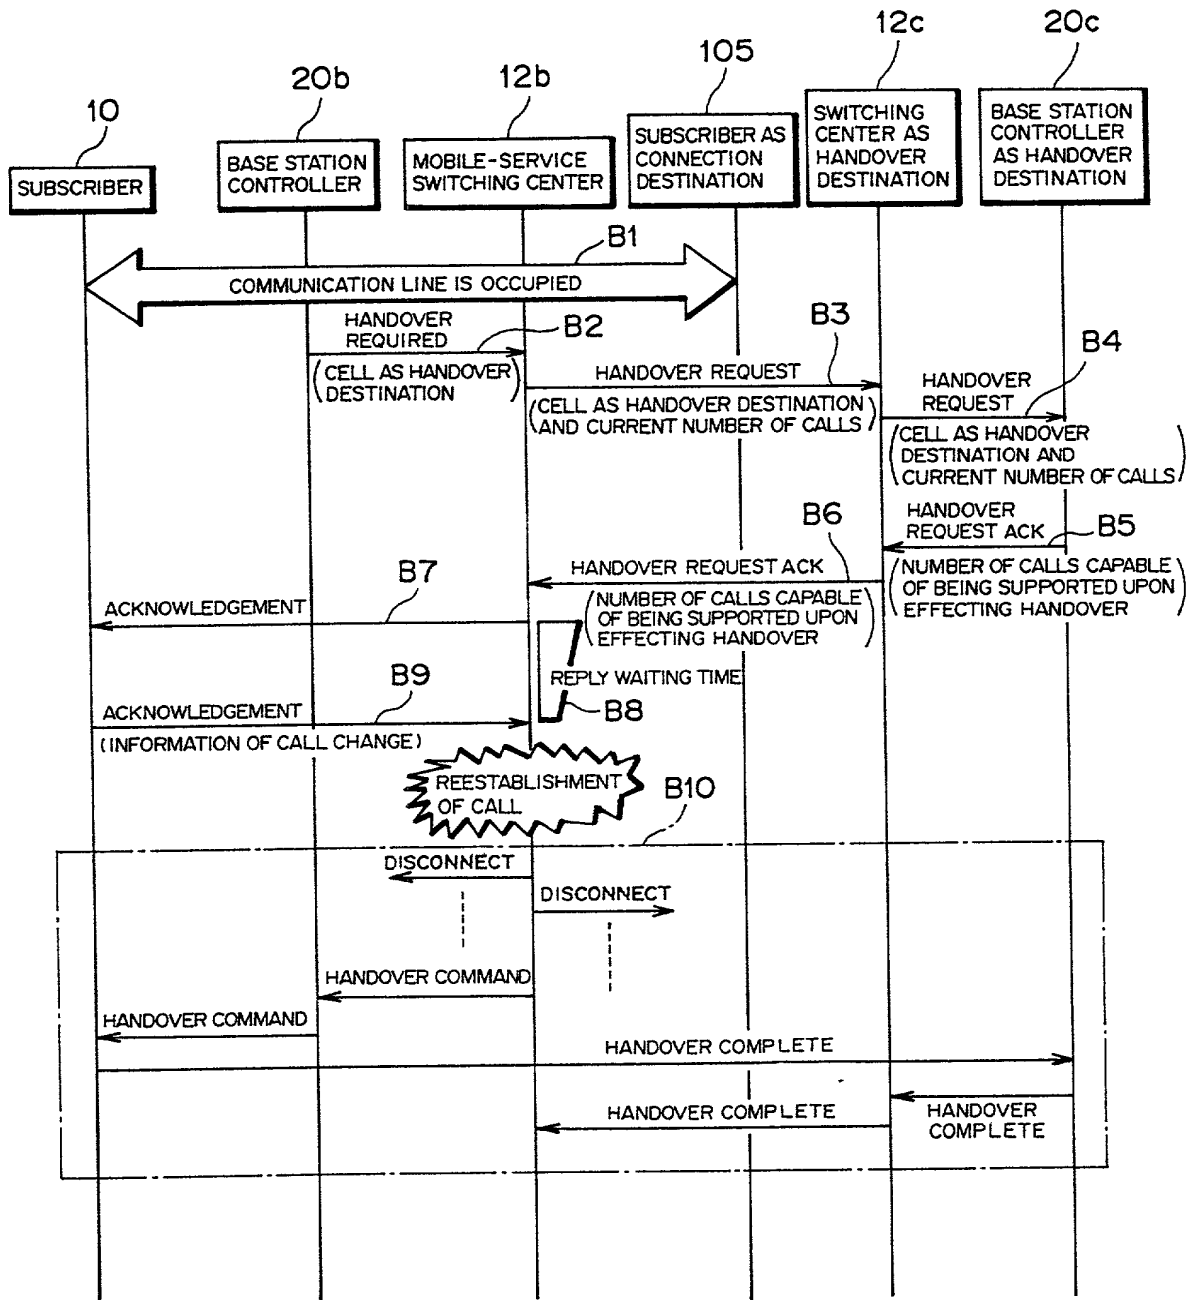 10
20b
12b
105
12c
20c
SUBSCRIBER
BASE STATION
CONTROLLER
MOBILE-SERVICE
SWITCHING CENTER
SUBSCRIBER AS
CONNECTION
DESTINATION
SWITCHING
CENTER AS
HANDOVER
DESTINATION
BASE STATION
CONTROLLER
AS HANDOVER
DESTINATION
B1
COMMUNICATION LINE IS OCCUPIED
HANDOVER
REQUIRED
B2
(CELL AS HANDOVER
DESTINATION)
B3
HANDOVER REQUEST
(CELL AS HANDOVER DESTINATION
AND CURRENT NUMBER OF CALLS)
B4
HANDOVER
REQUEST
(CELL AS HANDOVER
DESTINATION AND
CURRENT NUMBER OF CALLS)
HANDOVER
REQUEST ACK
B5
(NUMBER OF CALLS CAPABLE
OF BEING SUPPORTED UPON
EFFECTING HANDOVER)
B6
HANDOVER REQUEST ACK
(NUMBER OF CALLS CAPABLE
OF BEING SUPPORTED UPON
EFFECTING HANDOVER)
B7
ACKNOWLEDGEMENT
REPLY WAITING TIME
B8
B9
ACKNOWLEDGEMENT
(INFORMATION OF CALL CHANGE)
REESTABLISHMENT
OF CALL
B10
DISCONNECT
DISCONNECT
HANDOVER COMMAND
HANDOVER COMMAND
HANDOVER COMPLETE
HANDOVER COMPLETE
HANDOVER
COMPLETE